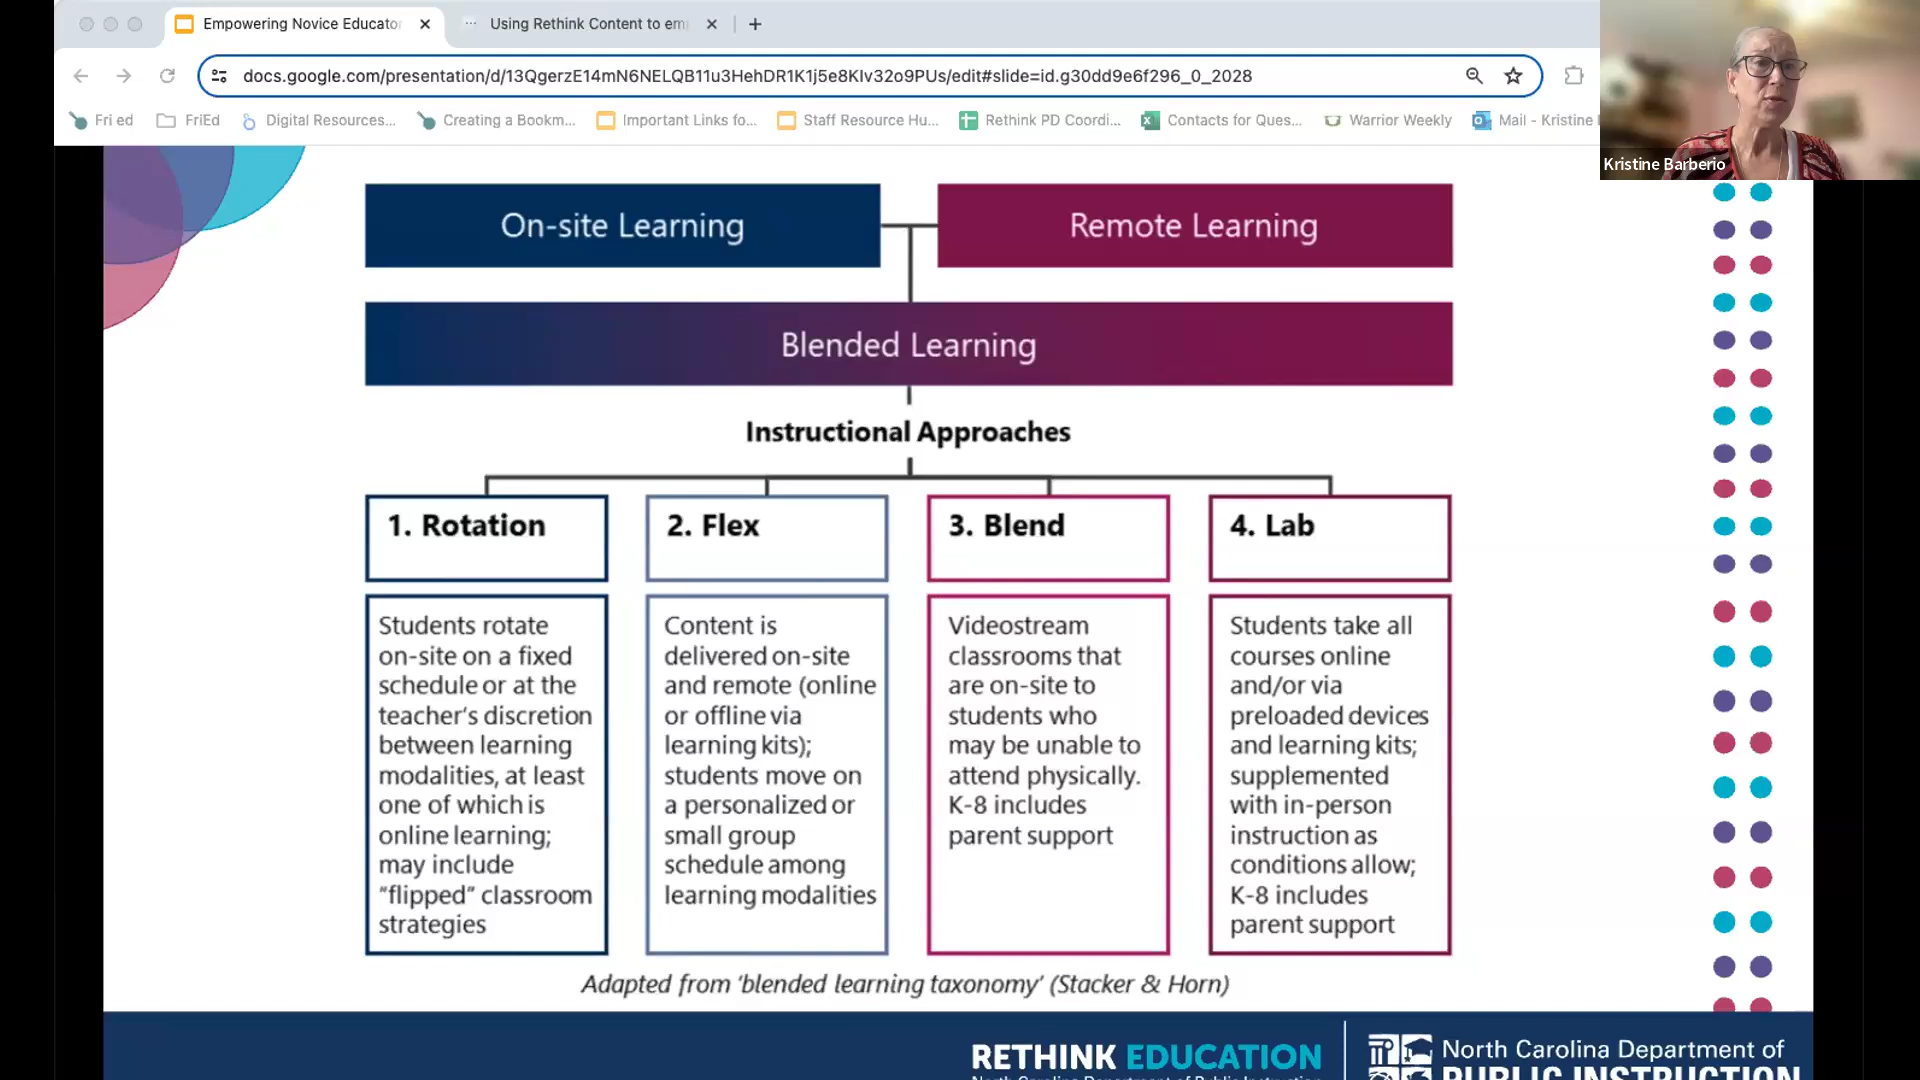 Empowering Novice Educato
Using Rethink Content to em
docs.google.com/presentation/d/13QgerzE14mN6NELQB11u3HehDR1K1j5e8KIv32o9PUs/edit#slide=id.g30dd9e6f296_0_2028
Fri ed
FriEd
Digital Resources...
Creating a Bookm...
Important Links fo...
Staff Resource Hu...
Rethink PD Coordi...
Contacts for Ques...
Warrior Weekly
Mail - Kristine
Kristine Barberio
On-site Learning
Remote Learning
Blended Learning
Instructional Approaches
1. Rotation
Students rotate
on-site on a fixed
schedule or at the
teacher's discretion
between learning
modalities, at least
one of which is
online learning;
may include
"flipped" classroom
strategies
2. Flex
Content is
delivered on-site
and remote (online
or offline via
learning kits);
students move on
a personalized or
small group
schedule among
learning modalities
3. Blend
Videostream
classrooms that
are on-site to
students who
may be unable to
attend physically.
K-8 includes
parent support
4. Lab
Students take all
courses online
and/or via
preloaded devices
and learning kits;
supplemented
with in-person
instruction as
conditions allow;
K-8 includes
parent support
Adapted from 'blended learning taxonomy' (Stacker & Horn)
RETHINK EDUCATION
North Carolina Department of Public Instruction
North Carolina Department of
PUBLIC INSTRUCTION